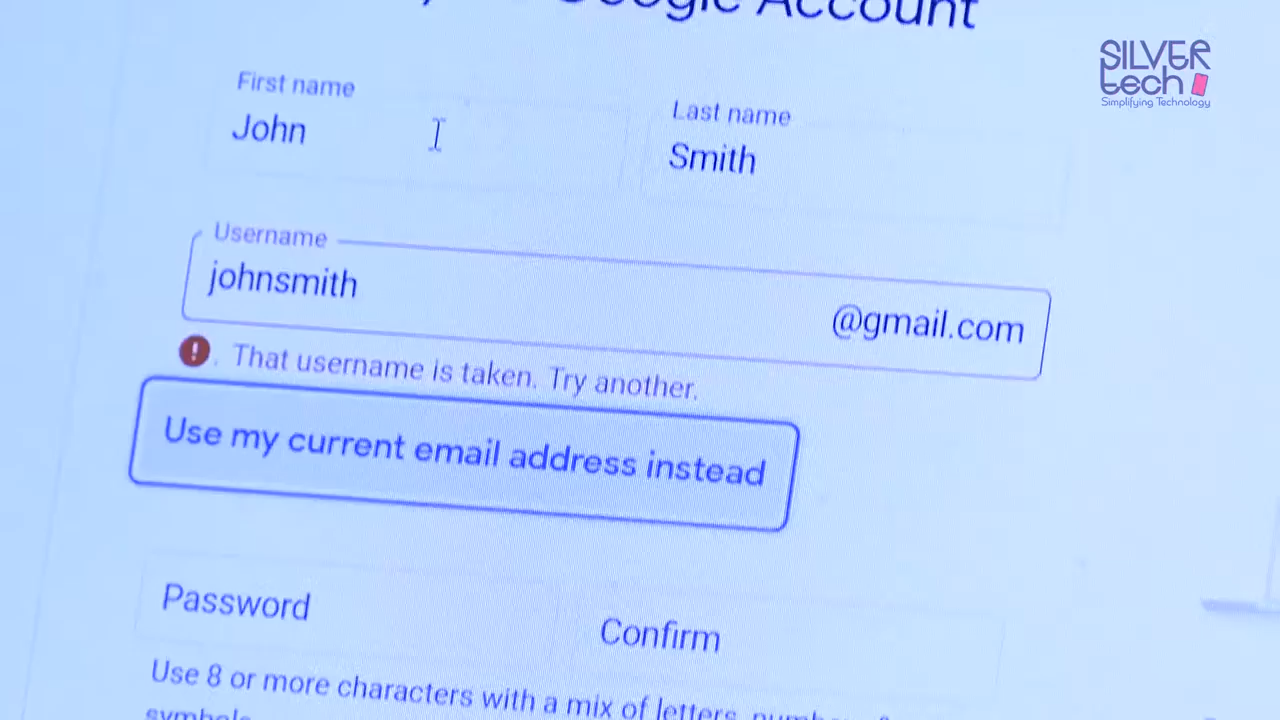 Google Account
SILVER
tech
Simplifying Technology
First name
Last name
John
Smith
Username
johnsmith
@gmail.com
That username is taken. Try another.
Use my current email address instead
Password
Confirm
Use 8 or more characters with a mix of letters, numbers &
symbols